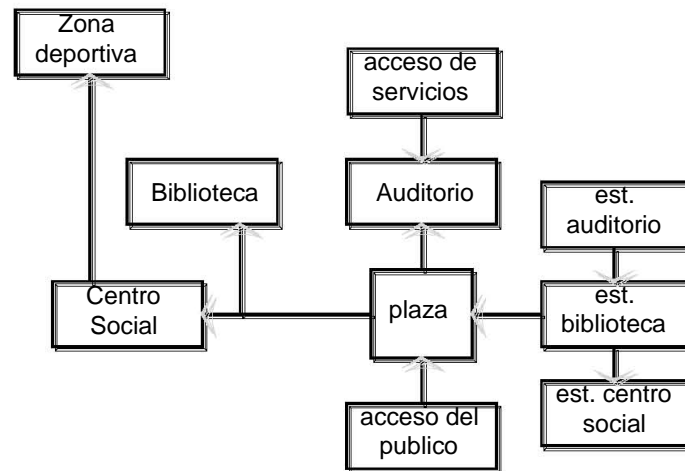 Zona
deportiva
acceso de
servicios
Biblioteca
Auditorio
est.
auditorio
Centro
Social
plaza
est.
biblioteca
acceso del
publico
est. centro
social